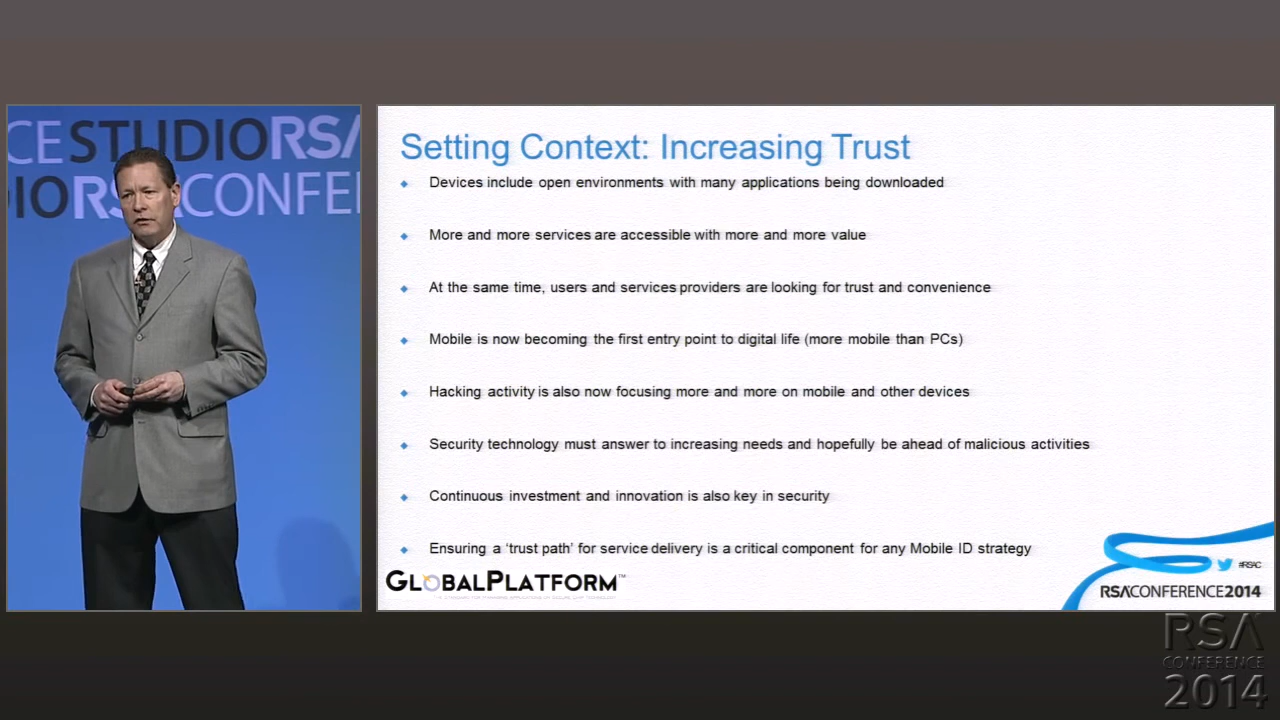 CESTUDIORSA
DIORSACONFE
Setting Context: Increasing Trust
Devices include open environments with many applications being downloaded
More and more services are accessible with more and more value
At the same time, users and services providers are looking for trust and convenience
Mobile is now becoming the first entry point to digital life (more mobile than PCs)
Hacking activity is also now focusing more and more on mobile and other devices
Security technology must answer to increasing needs and hopefully be ahead of malicious activities
Continuous investment and innovation is also key in security
Ensuring a ‘trust path’ for service delivery is a critical component for any Mobile ID strategy
GLOBALPLATFORM™
#RSAC
RSACONFERENCE2014
RSA
CONFERENCE
2014